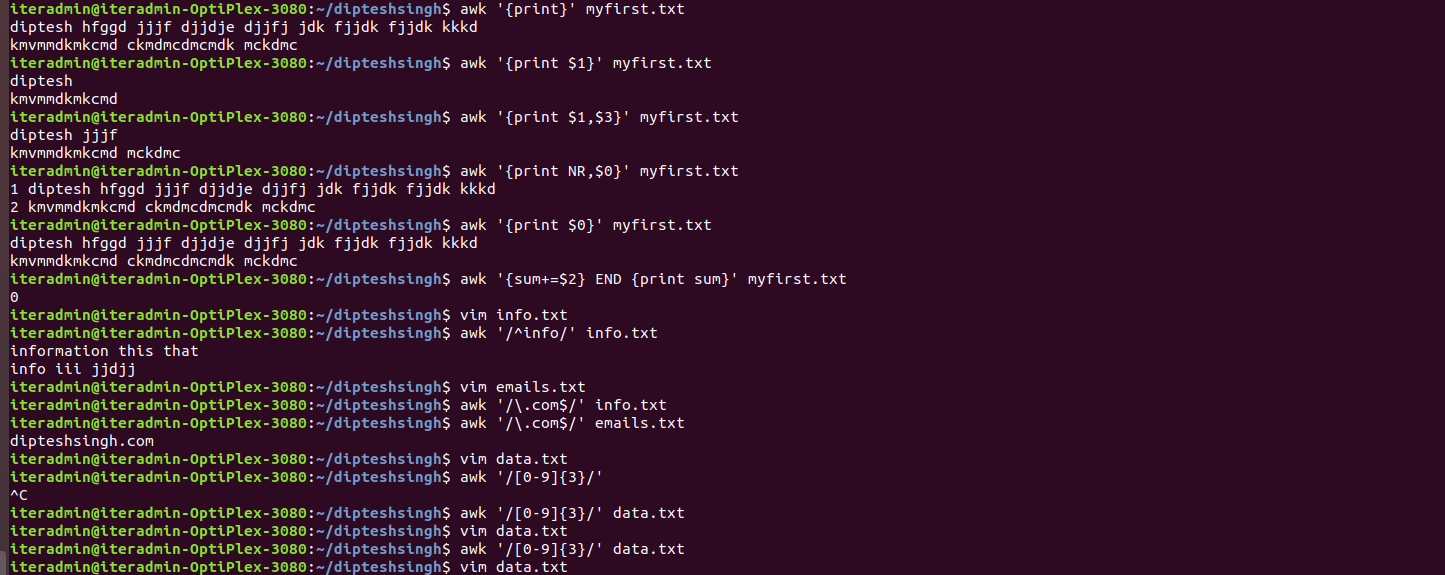 iteradmin@iteradmin-OptiPlex-3080:~/dipteshsingh$ awk '{print}' myfirst.txt
diptesh hfggd jjjf djjdje djjfj jdk fjjdk fjjdk kkkd
kmvmmdkmkcmd ckmdmcdmcmdk mckdmc
iteradmin@iteradmin-OptiPlex-3080:~/dipteshsingh$ awk '{print $1}' myfirst.txt
diptesh
kmvmmdkmkcmd
iteradmin@iteradmin-OptiPlex-3080:~/dipteshsingh$ awk '{print $1,$3}' myfirst.txt
diptesh jjjf
kmvmmdkmkcmd mckdmc
iteradmin@iteradmin-OptiPlex-3080:~/dipteshsingh$ awk '{print NR,$0}' myfirst.txt
1 diptesh hfggd jjjf djjdje djjfj jdk fjjdk fjjdk kkkd
2 kmvmmdkmkcmd ckmdmcdmcmdk mckdmc
iteradmin@iteradmin-OptiPlex-3080:~/dipteshsingh$ awk '{print $0}' myfirst.txt
diptesh hfggd jjjf djjdje djjfj jdk fjjdk fjjdk kkkd
kmvmmdkmkcmd ckmdmcdmcmdk mckdmc
iteradmin@iteradmin-OptiPlex-3080:~/dipteshsingh$ awk '{sum+=$2} END {print sum}' myfirst.txt
0
iteradmin@iteradmin-OptiPlex-3080:~/dipteshsingh$ vim info.txt
iteradmin@iteradmin-OptiPlex-3080:~/dipteshsingh$ awk '/^info/' info.txt
information this that
info iii jjdjj
iteradmin@iteradmin-OptiPlex-3080:~/dipteshsingh$ vim emails.txt
iteradmin@iteradmin-OptiPlex-3080:~/dipteshsingh$ awk '/\.com$/' info.txt
iteradmin@iteradmin-OptiPlex-3080:~/dipteshsingh$ awk '/\.com$/' emails.txt
dipteshsingh.com
iteradmin@iteradmin-OptiPlex-3080:~/dipteshsingh$ vim data.txt
iteradmin@iteradmin-OptiPlex-3080:~/dipteshsingh$ awk '/[0-9]{3}/'
^C
iteradmin@iteradmin-OptiPlex-3080:~/dipteshsingh$ awk '/[0-9]{3}/' data.txt
iteradmin@iteradmin-OptiPlex-3080:~/dipteshsingh$ vim data.txt
iteradmin@iteradmin-OptiPlex-3080:~/dipteshsingh$ awk '/[0-9]{3}/' data.txt
iteradmin@iteradmin-OptiPlex-3080:~/dipteshsingh$ vim data.txt